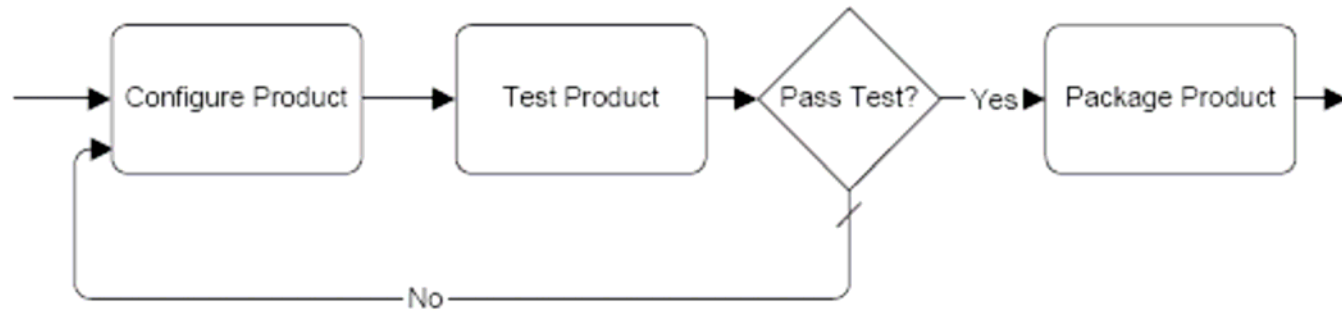 Configure Product
Test Product
Pass Test?
Yes
Package Product
No